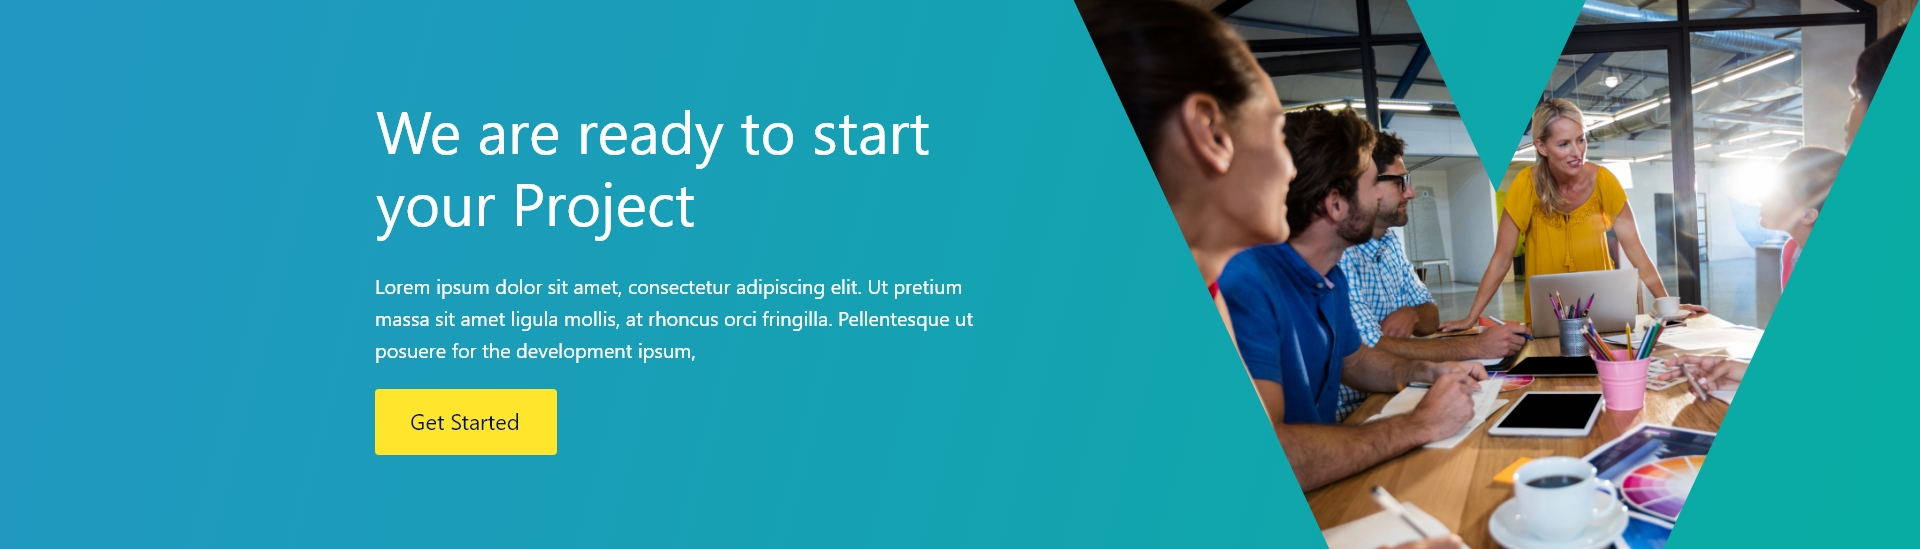 We are ready to start
your Project
Lorem ipsum dolor sit amet, consectetur adipiscing elit. Ut pretium
massa sit amet ligula mollis, at rhoncus orci fringilla. Pellentesque ut
posuere for the development ipsum,
Get Started